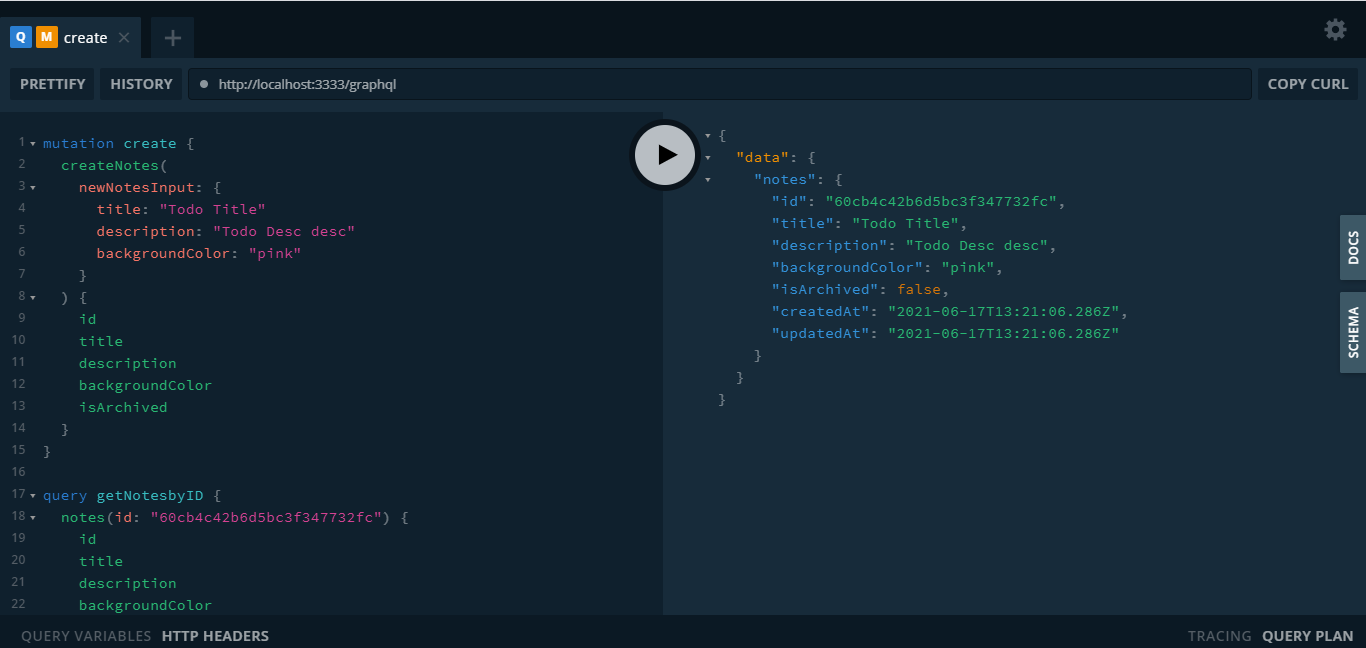 Q M create
PRETTIFY HISTORY http://localhost:3333/graphql COPY CURL
1 mutation create {
2 createNotes(
3 newNotesInput: {
4 title: "Todo Title"
5 description: "Todo Desc desc"
6 backgroundColor: "pink"
7 }
8 ) {
9 id
10 title
11 description
12 backgroundColor
13 isArchived
14 }
15 }
16
17 query getNotesbyID {
18 notes(id: "60cb4c42b6d5bc3f347732fc") {
19 id
20 title
21 description
22 backgroundColor
{
"data": {
"notes": {
"id": "60cb4c42b6d5bc3f347732fc",
"title": "Todo Title",
"description": "Todo Desc desc",
"backgroundColor": "pink",
"isArchived": false,
"createdAt": "2021-06-17T13:21:06.286Z",
"updatedAt": "2021-06-17T13:21:06.286Z"
}
}
}
DOCS
SCHEMA
QUERY VARIABLES HTTP HEADERS
TRACING QUERY PLAN